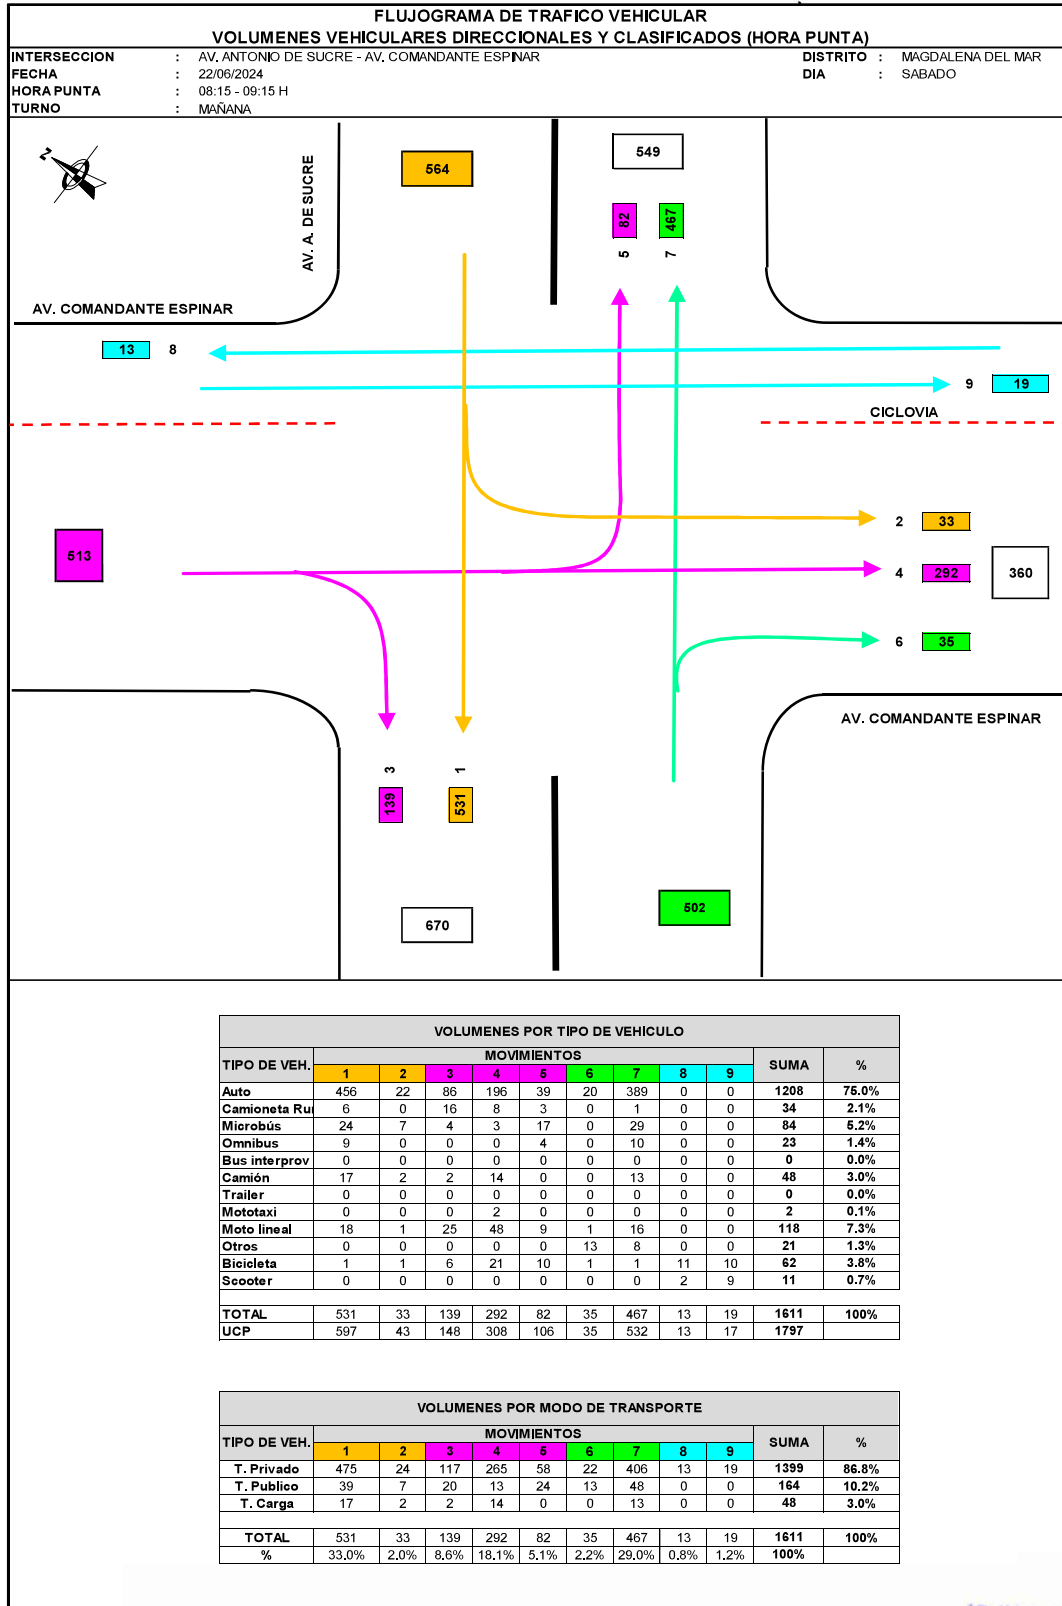 FLUJOGRAMA DE TRAFICO VEHICULAR
VOLUMENES VEHICULARES DIRECCIONALES Y CLASIFICADOS (HORA PUNTA)
INTERSECCION : AV. ANTONIO DE SUCRE - AV. COMANDANTE ESPINAR DISTRITO : MAGDALENA DEL MAR
FECHA : 22/06/2024 DIA : SABADO
HORA PUNTA : 08:15 - 09:15 H
TURNO : MAÑANA
N
AV. A. DE SUCRE
564
549
82
467
5
7
AV. COMANDANTE ESPINAR
13 8
9 19
CICLOVIA
2 33
513
4 292 360
6 35
AV. COMANDANTE ESPINAR
3
1
139
531
670
502
VOLUMENES POR TIPO DE VEHICULO
TIPO DE VEH. MOVIMIENTOS SUMA %
1 2 3 4 5 6 7 8 9
Auto 456 22 86 196 39 20 389 0 0 1208 75.0%
Camioneta Ru 6 0 16 8 3 0 1 0 0 34 2.1%
Microbús 24 7 4 3 17 0 29 0 0 84 5.2%
Omnibus 9 0 0 0 4 0 10 0 0 23 1.4%
Bus interprov 0 0 0 0 0 0 0 0 0 0 0.0%
Camión 17 2 2 14 0 0 13 0 0 48 3.0%
Trailer 0 0 0 0 0 0 0 0 0 0 0.0%
Mototaxi 0 0 0 2 0 0 0 0 0 2 0.1%
Moto lineal 18 1 25 48 9 1 16 0 0 118 7.3%
Otros 0 0 0 0 0 13 8 0 0 21 1.3%
Bicicleta 1 1 6 21 10 1 1 11 10 62 3.8%
Scooter 0 0 0 0 0 0 0 2 9 11 0.7%
TOTAL 531 33 139 292 82 35 467 13 19 1611 100%
UCP 597 43 148 308 106 35 532 13 17 1797
VOLUMENES POR MODO DE TRANSPORTE
TIPO DE VEH. MOVIMIENTOS SUMA %
1 2 3 4 5 6 7 8 9
T. Privado 475 24 117 265 58 22 406 13 19 1399 86.8%
T. Publico 39 7 20 13 24 13 48 0 0 164 10.2%
T. Carga 17 2 2 14 0 0 13 0 0 48 3.0%
TOTAL 531 33 139 292 82 35 467 13 19 1611 100%
% 33.0% 2.0% 8.6% 18.1% 5.1% 2.2% 29.0% 0.8% 1.2% 100%